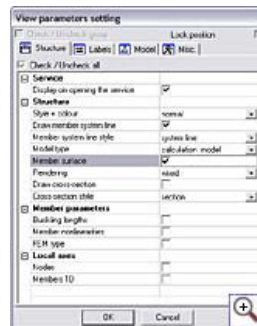 View parameters setting
Check / Uncheck group
Lock position
Structure Labels Model Misc.
Check / Uncheck all
Service
Display on opening the service
Structure
Style + colour normal
Draw member system line
Member system line style system line
Model type calculation model
Member surface
Rendering wired
Draw cross-section
Cross-section style section
Member parameters
Buckling lengths
Member nonlinearities
FEM type
Local axes
Nodes
Members 1D
OK Cancel